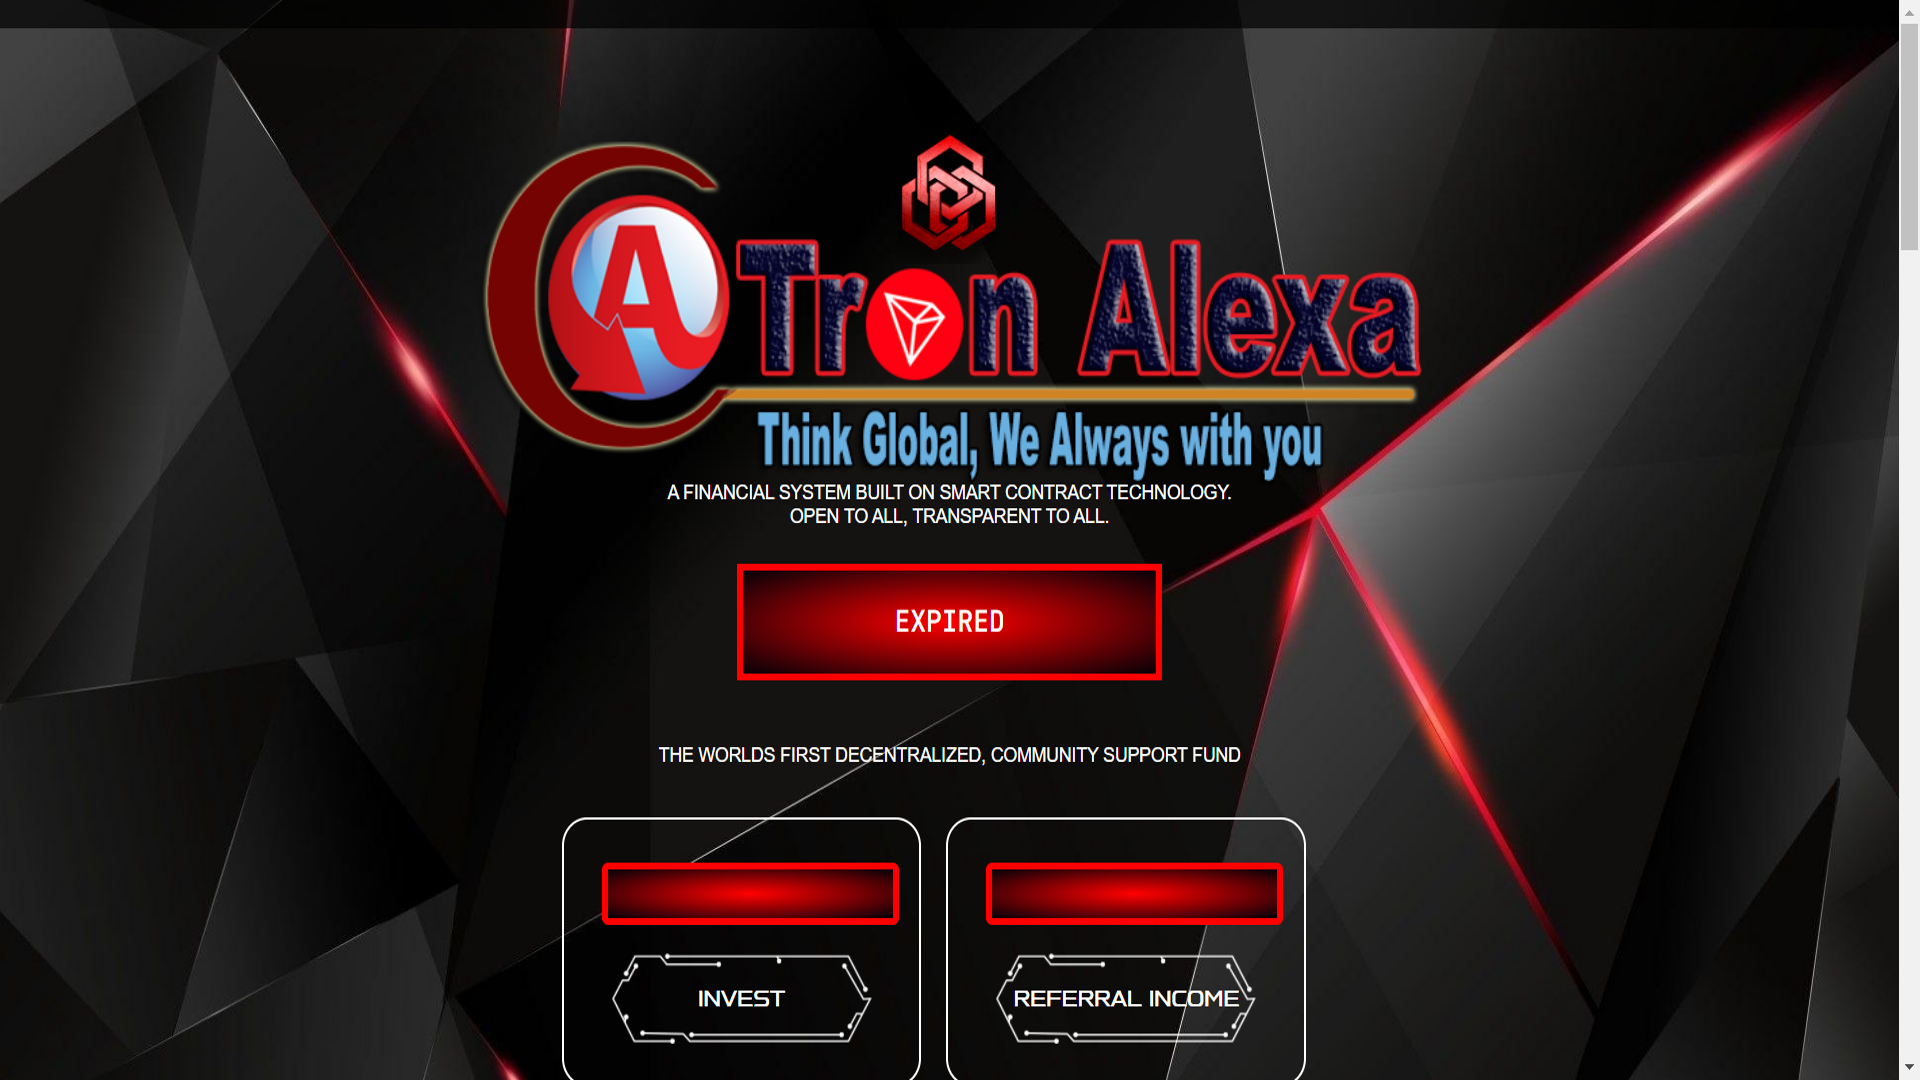 A
Tron Alexa
Think Global, We Always with you
A FINANCIAL SYSTEM BUILT ON SMART CONTRACT TECHNOLOGY.
OPEN TO ALL, TRANSPARENT TO ALL.
EXPIRED
THE WORLDS FIRST DECENTRALIZED, COMMUNITY SUPPORT FUND
INVEST
REFERRAL INCOME